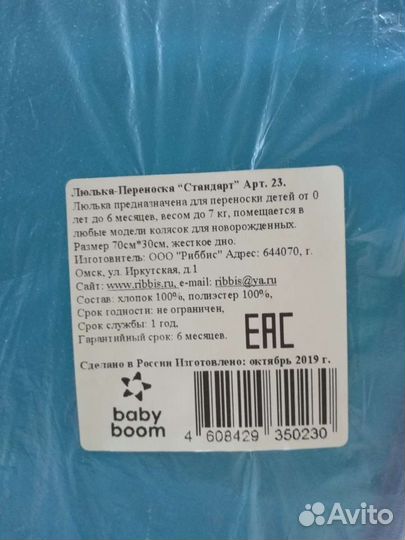 Люлька-Переноска "Стандарт" Арт. 23.
Люлька предназначена для переноски детей от 0
лет до 6 месяцев, весом до 7 кг, помещается в
любые модели колясок для новорожденных.
Размер 70см*30см, жесткое дно.
Изготовитель: ООО "Риббис" Адрес: 644070, г.
Омск, ул. Иркутская, д.1
Сайт: www.ribbis.ru, e-mail: ribbis@ya.ru
Состав: хлопок 100%, полиэстер 100%,
Срок годности: не ограничен,
Срок службы: 1 год,
Гарантийный срок: 6 месяцев.
EAC
Сделано в России Изготовлено: октябрь 2019 г.
baby
boom
4 608429 350230
Avito